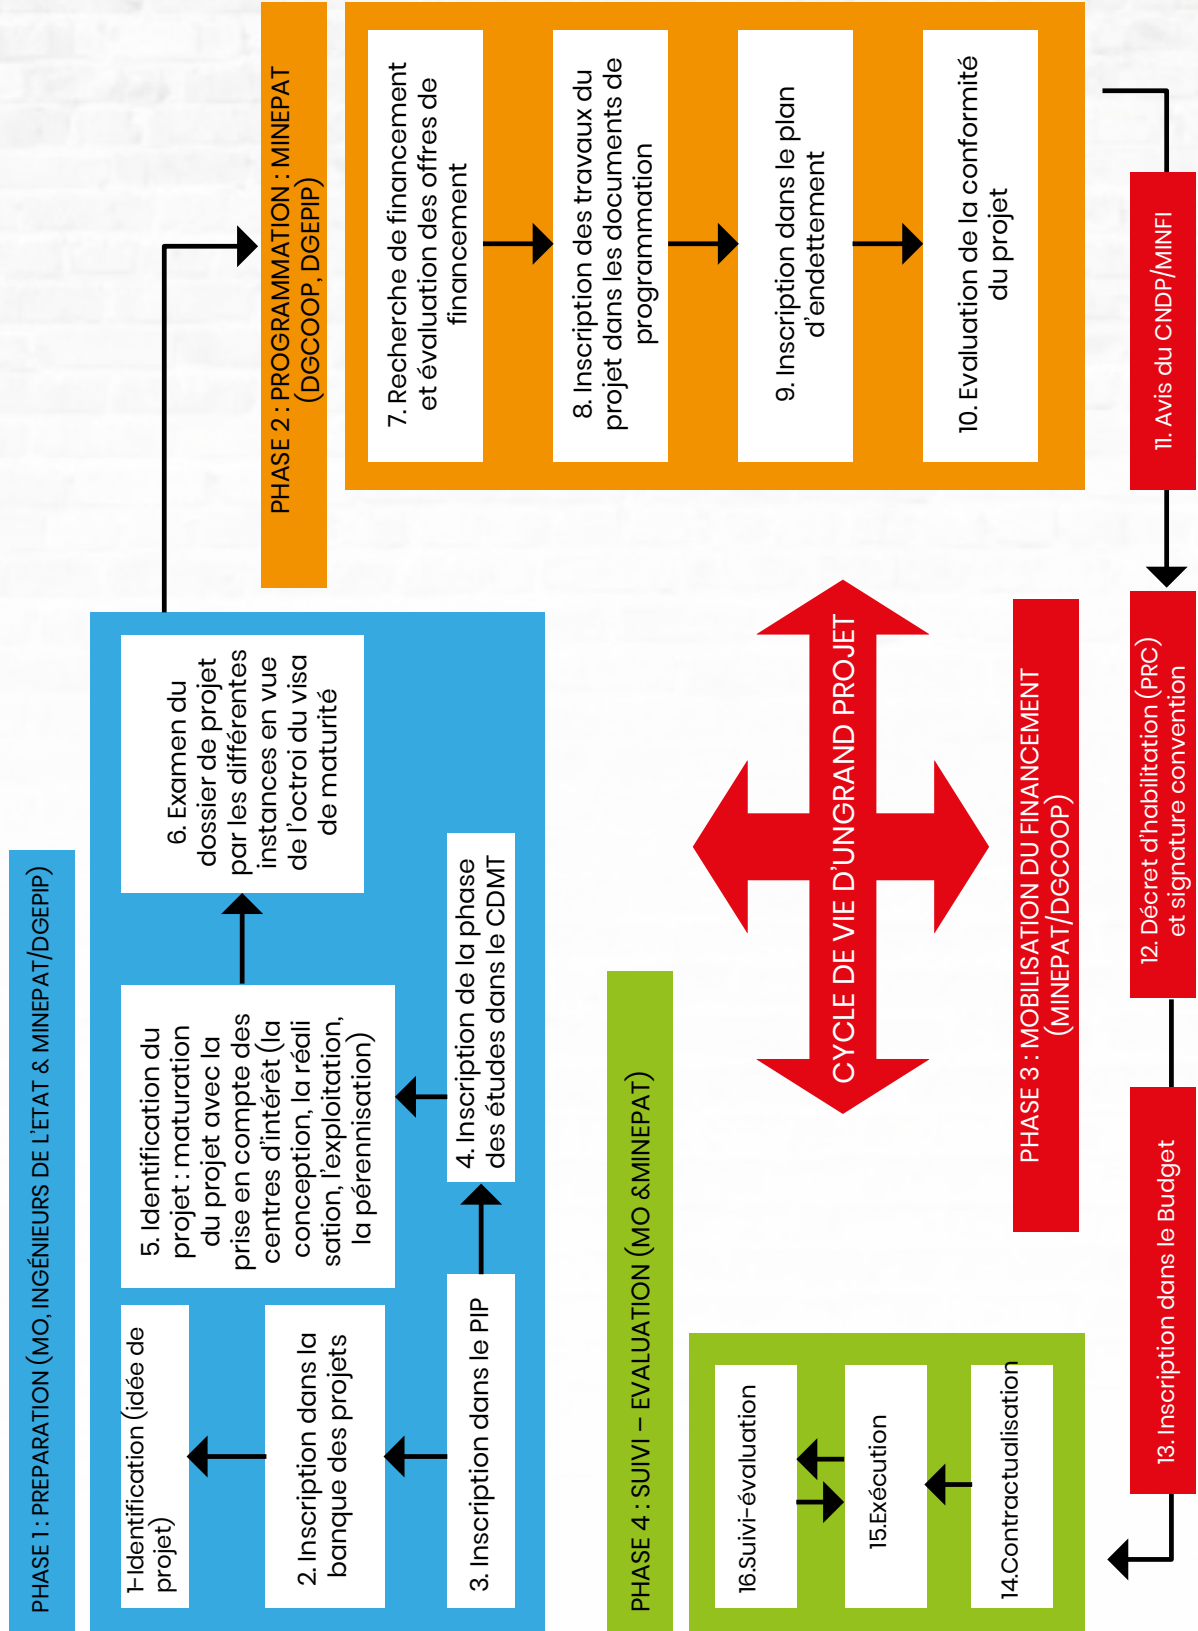 PHASE 1 : PREPARATION (MO, INGÉNIEURS DE L'ETAT & MINEPAT/DGEPIP)
1-Identification (idée de
projet)
2. Inscription dans la
banque des projets
3. Inscription dans le PIP
4. Inscription de la phase
des études dans le CDMT
5. Identification du
projet : maturation
du projet avec la
prise en compte des
centres d'intérêt (la
conception, la réali
sation, l'exploitation,
la pérennisation)
6. Examen du
dossier de projet
par les différentes
instances en vue
de l'octroi du visa
de maturité
PHASE 2 : PROGRAMMATION : MINEPAT
(DGCOOP, DGEPIP)
7. Recherche de financement
et évaluation des offres de
financement
8. Inscription des travaux du
projet dans les documents de
programmation
9. Inscription dans le plan
d'endettement
10. Evaluation de la conformité
du projet
CYCLE DE VIE D'UNGRAND PROJET
PHASE 3 : MOBILISATION DU FINANCEMENT
(MINEPAT/DGCOOP)
11. Avis du CNDP/MINFI
12. Décret d'habilitation (PRC)
et signature convention
13. Inscription dans le Budget
PHASE 4 : SUIVI – EVALUATION (MO &MINEPAT)
16.Suivi-évaluation
15.Exécution
14.Contractualisation